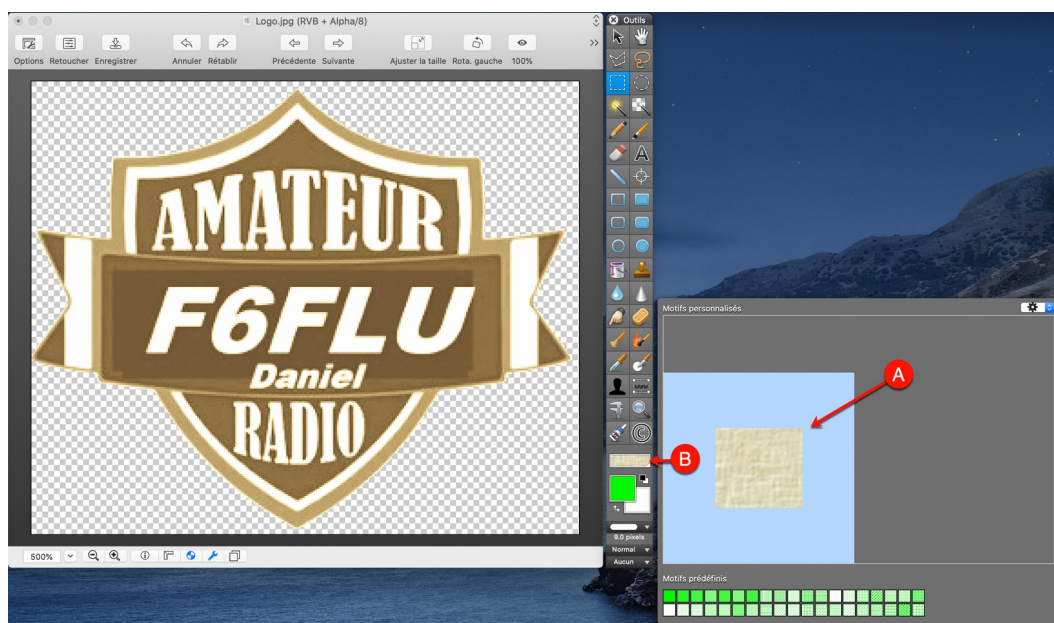 Logo.jpg (RVB + Alpha/8)
Options Retoucher Enregistrer Annuler Rétablir Précédente Suivante Ajuster la taille Rota. gauche 100%
AMATEUR
F6FLU
Daniel
RADIO
500%
Outils
A
9.0 pixels
Normal
Aucun
Motifs personnalisés
A
B
Motifs prédéfinis